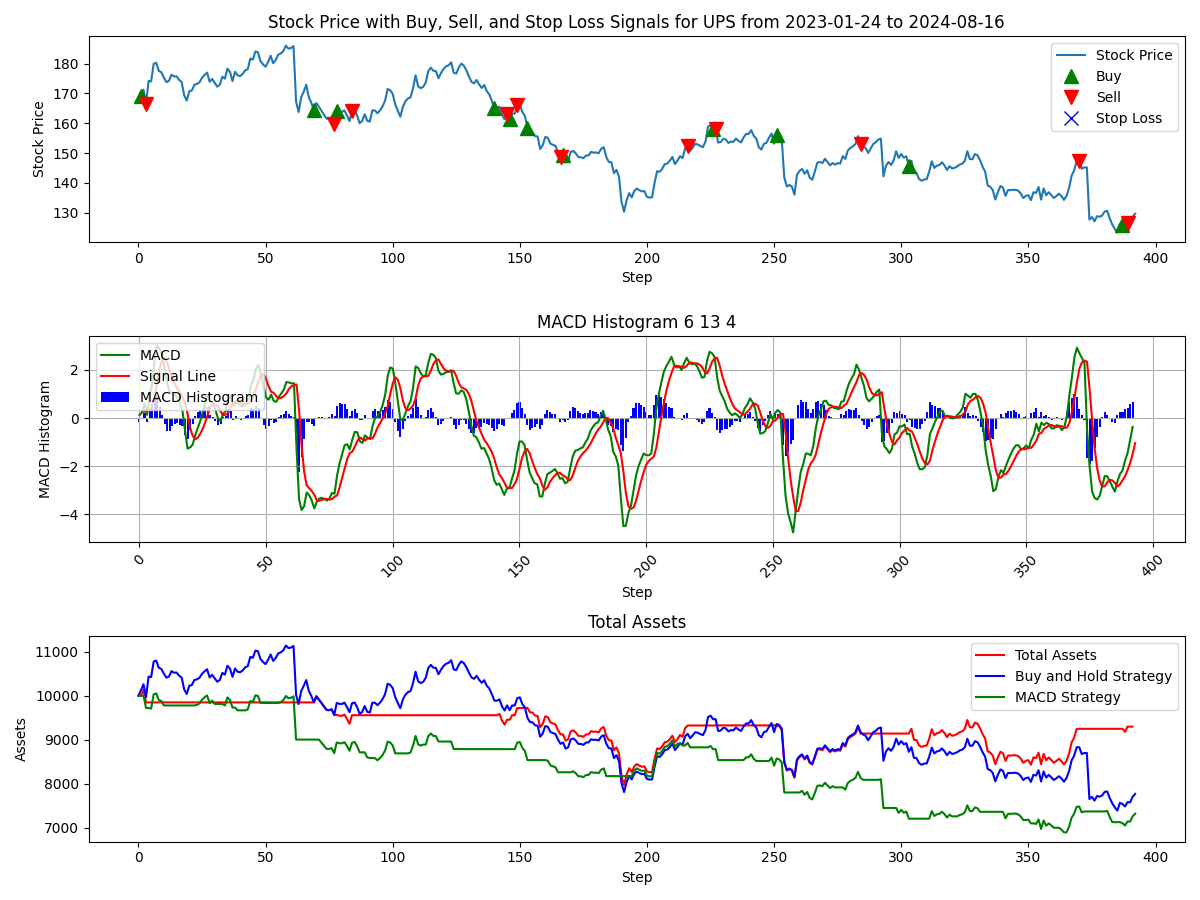 Stock Price with Buy, Sell, and Stop Loss Signals for UPS from 2023-01-24 to 2024-08-16
Stock Price
180
170
160
150
140
130
Stock Price
Buy
Sell
Stop Loss
0 50 100 150 200 250 300 350 400
Step
MACD Histogram 6 13 4
MACD Histogram
2
0
−2
−4
MACD
Signal Line
MACD Histogram
0 50 100 150 200 250 300 350 400
Step
Total Assets
Assets
11000
10000
9000
8000
7000
Total Assets
Buy and Hold Strategy
MACD Strategy
0 50 100 150 200 250 300 350 400
Step